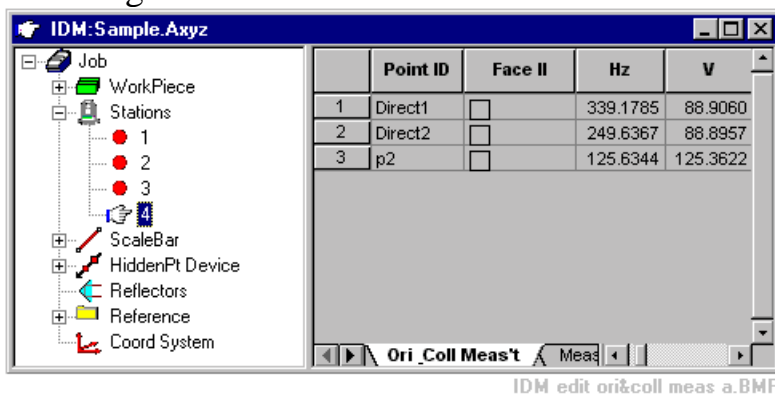 IDM:Sample.Axyz
Job
WorkPiece
Stations
1
2
3
4
ScaleBar
HiddenPt Device
Reflectors
Reference
Coord System
Point ID Face II Hz V
1 Direct1 339.1785 88.9060
2 Direct2 249.6367 88.8957
3 p2 125.6344 125.3622
Ori_Coll Meas't Meas
IDM edit ori&coll meas a.BMP